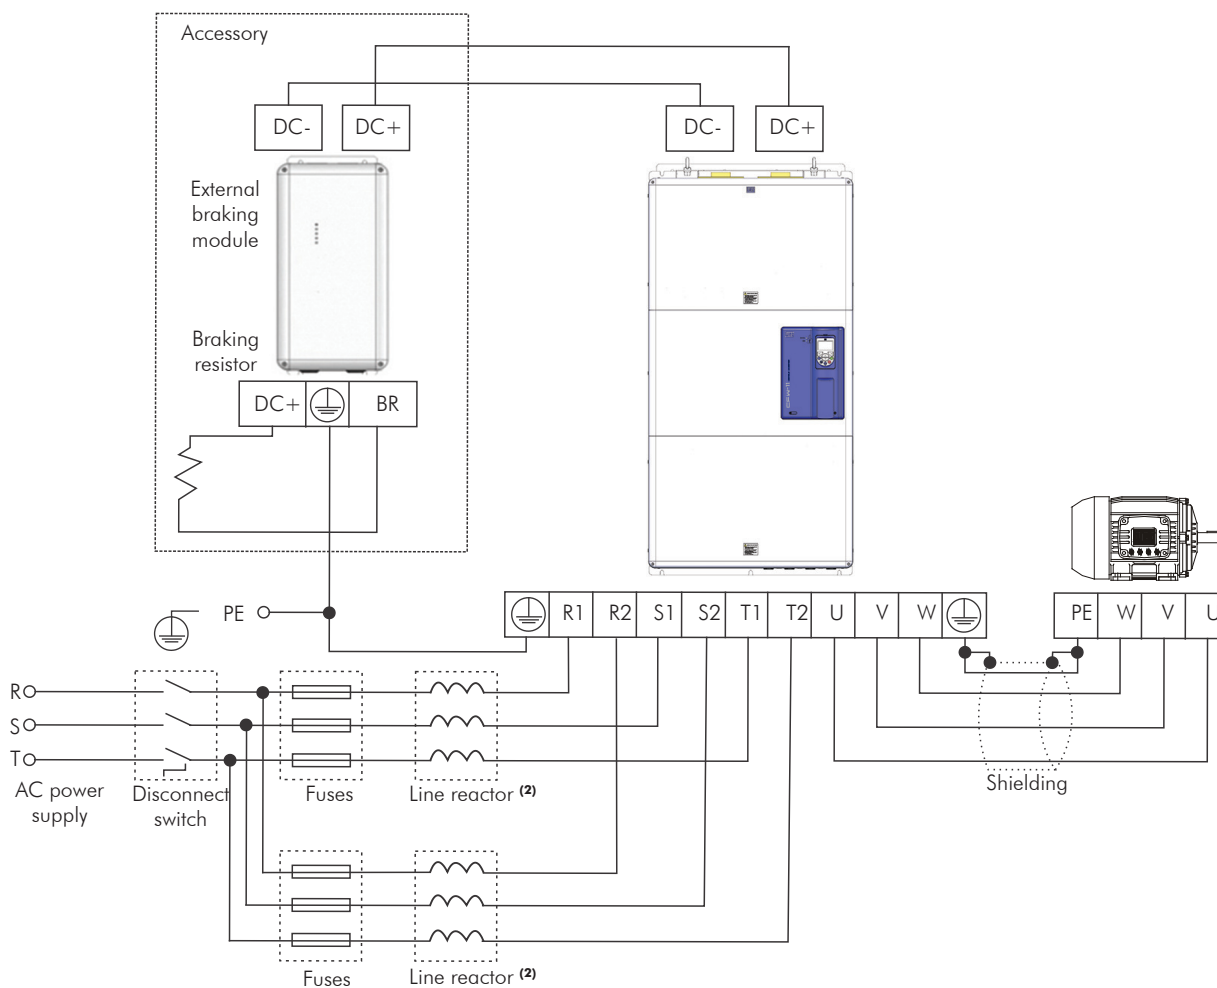 Accessory
DC-
DC+
DC-
DC+
External
braking
module
Braking
resistor
DC+
BR
PE
R1
R2
S1
S2
T1
T2
U
V
W
PE
W
V
U
R
S
T
AC power
supply
Disconnect
switch
Fuses
Line reactor (2)
Shielding
Fuses
Line reactor (2)